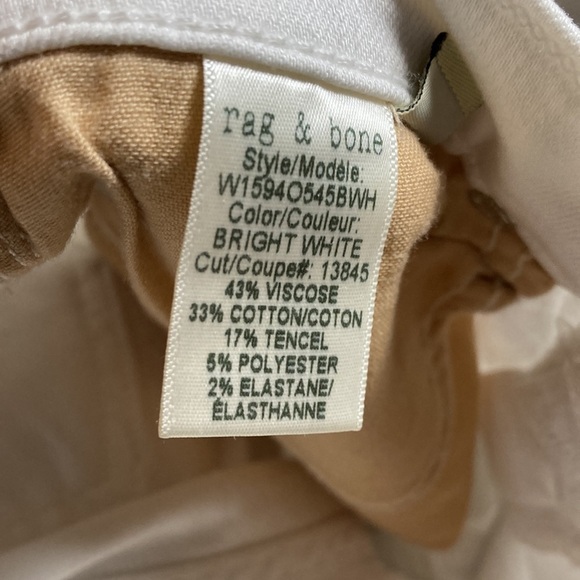 rag & bone
Style/Modèle:
W1594O545BWH
Color/Couleur:
BRIGHT WHITE
Cut/Coupe#: 13845
43% VISCOSE
33% COTTON/COTON
17% TENCEL
5% POLYESTER
2% ELASTANE/
ÉLASTHANNE